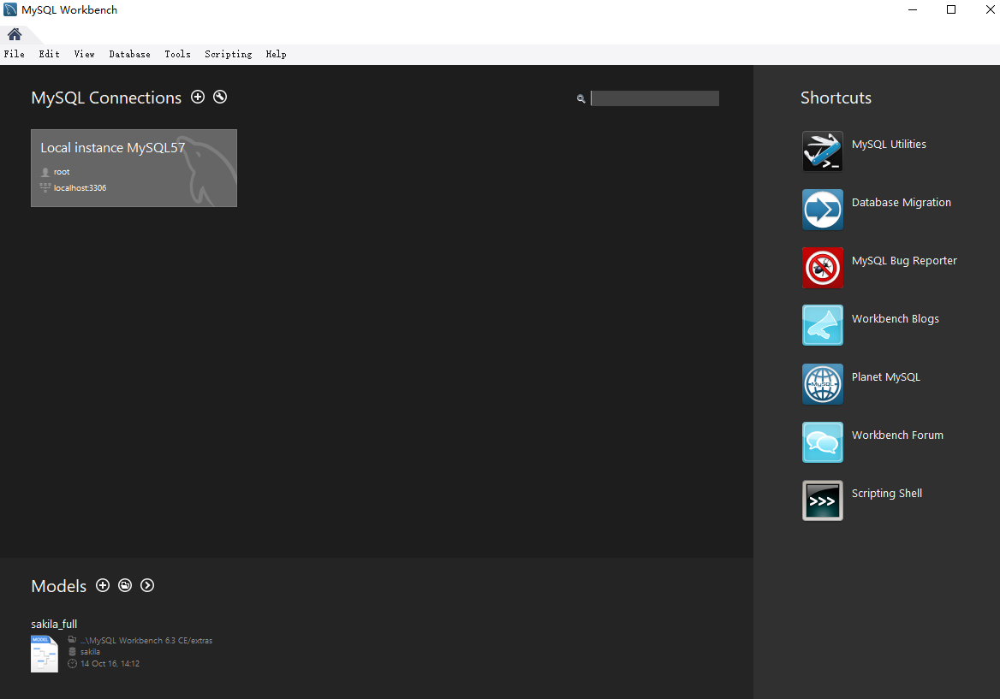 MySQL Workbench
File Edit View Database Tools Scripting Help
MySQL Connections
Local instance MySQL57
root
localhost:3306
Shortcuts
MySQL Utilities
Database Migration
MySQL Bug Reporter
Workbench Blogs
MySQL
Planet MySQL
Workbench Forum
>>>
Scripting Shell
Models
sakila_full
MODEL
...\MySQL Workbench 6.3 CE/extras
sakila
14 Oct 16, 14:12